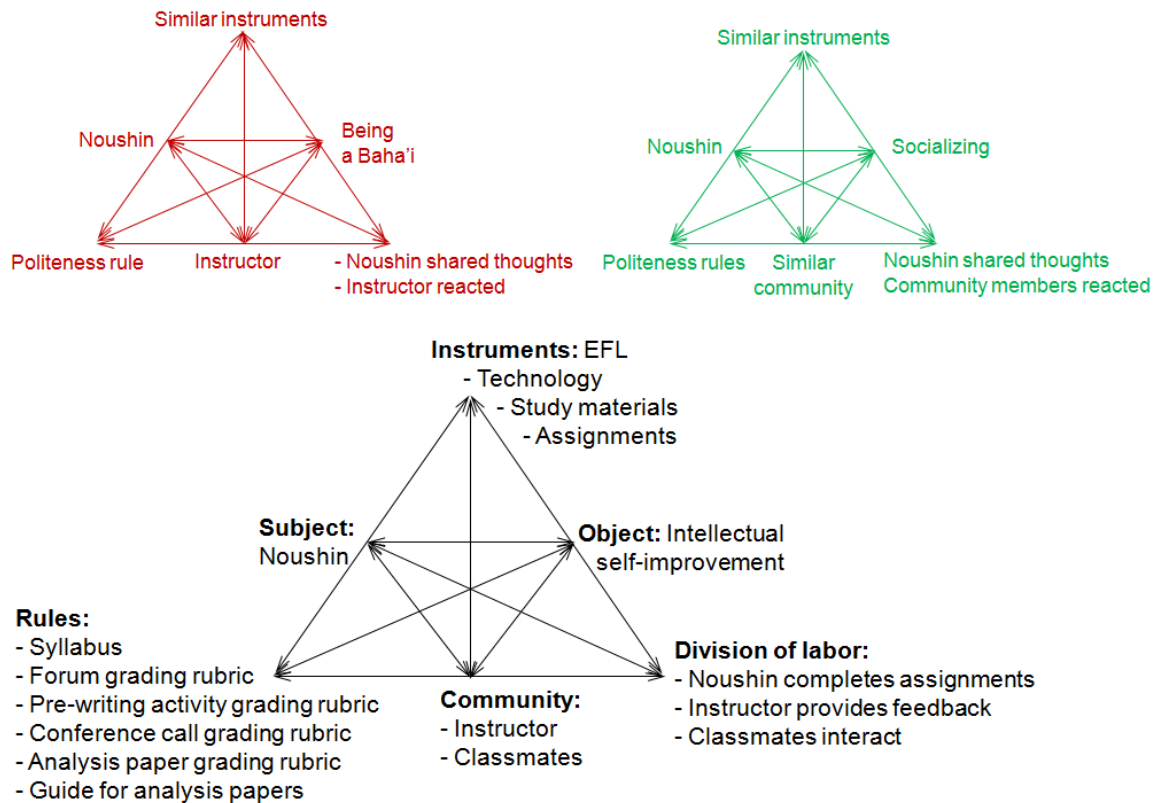 Similar instruments
Noushin
Being
a Baha’i
Politeness rule
Instructor
- Noushin shared thoughts
- Instructor reacted
Similar instruments
Noushin
Socializing
Politeness rules
Similar
community
Noushin shared thoughts
Community members reacted
Instruments: EFL
- Technology
- Study materials
- Assignments
Subject:
Noushin
Object: Intellectual
self-improvement
Rules:
- Syllabus
- Forum grading rubric
- Pre-writing activity grading rubric
- Conference call grading rubric
- Analysis paper grading rubric
- Guide for analysis papers
Community:
- Instructor
- Classmates
Division of labor:
- Noushin completes assignments
- Instructor provides feedback
- Classmates interact